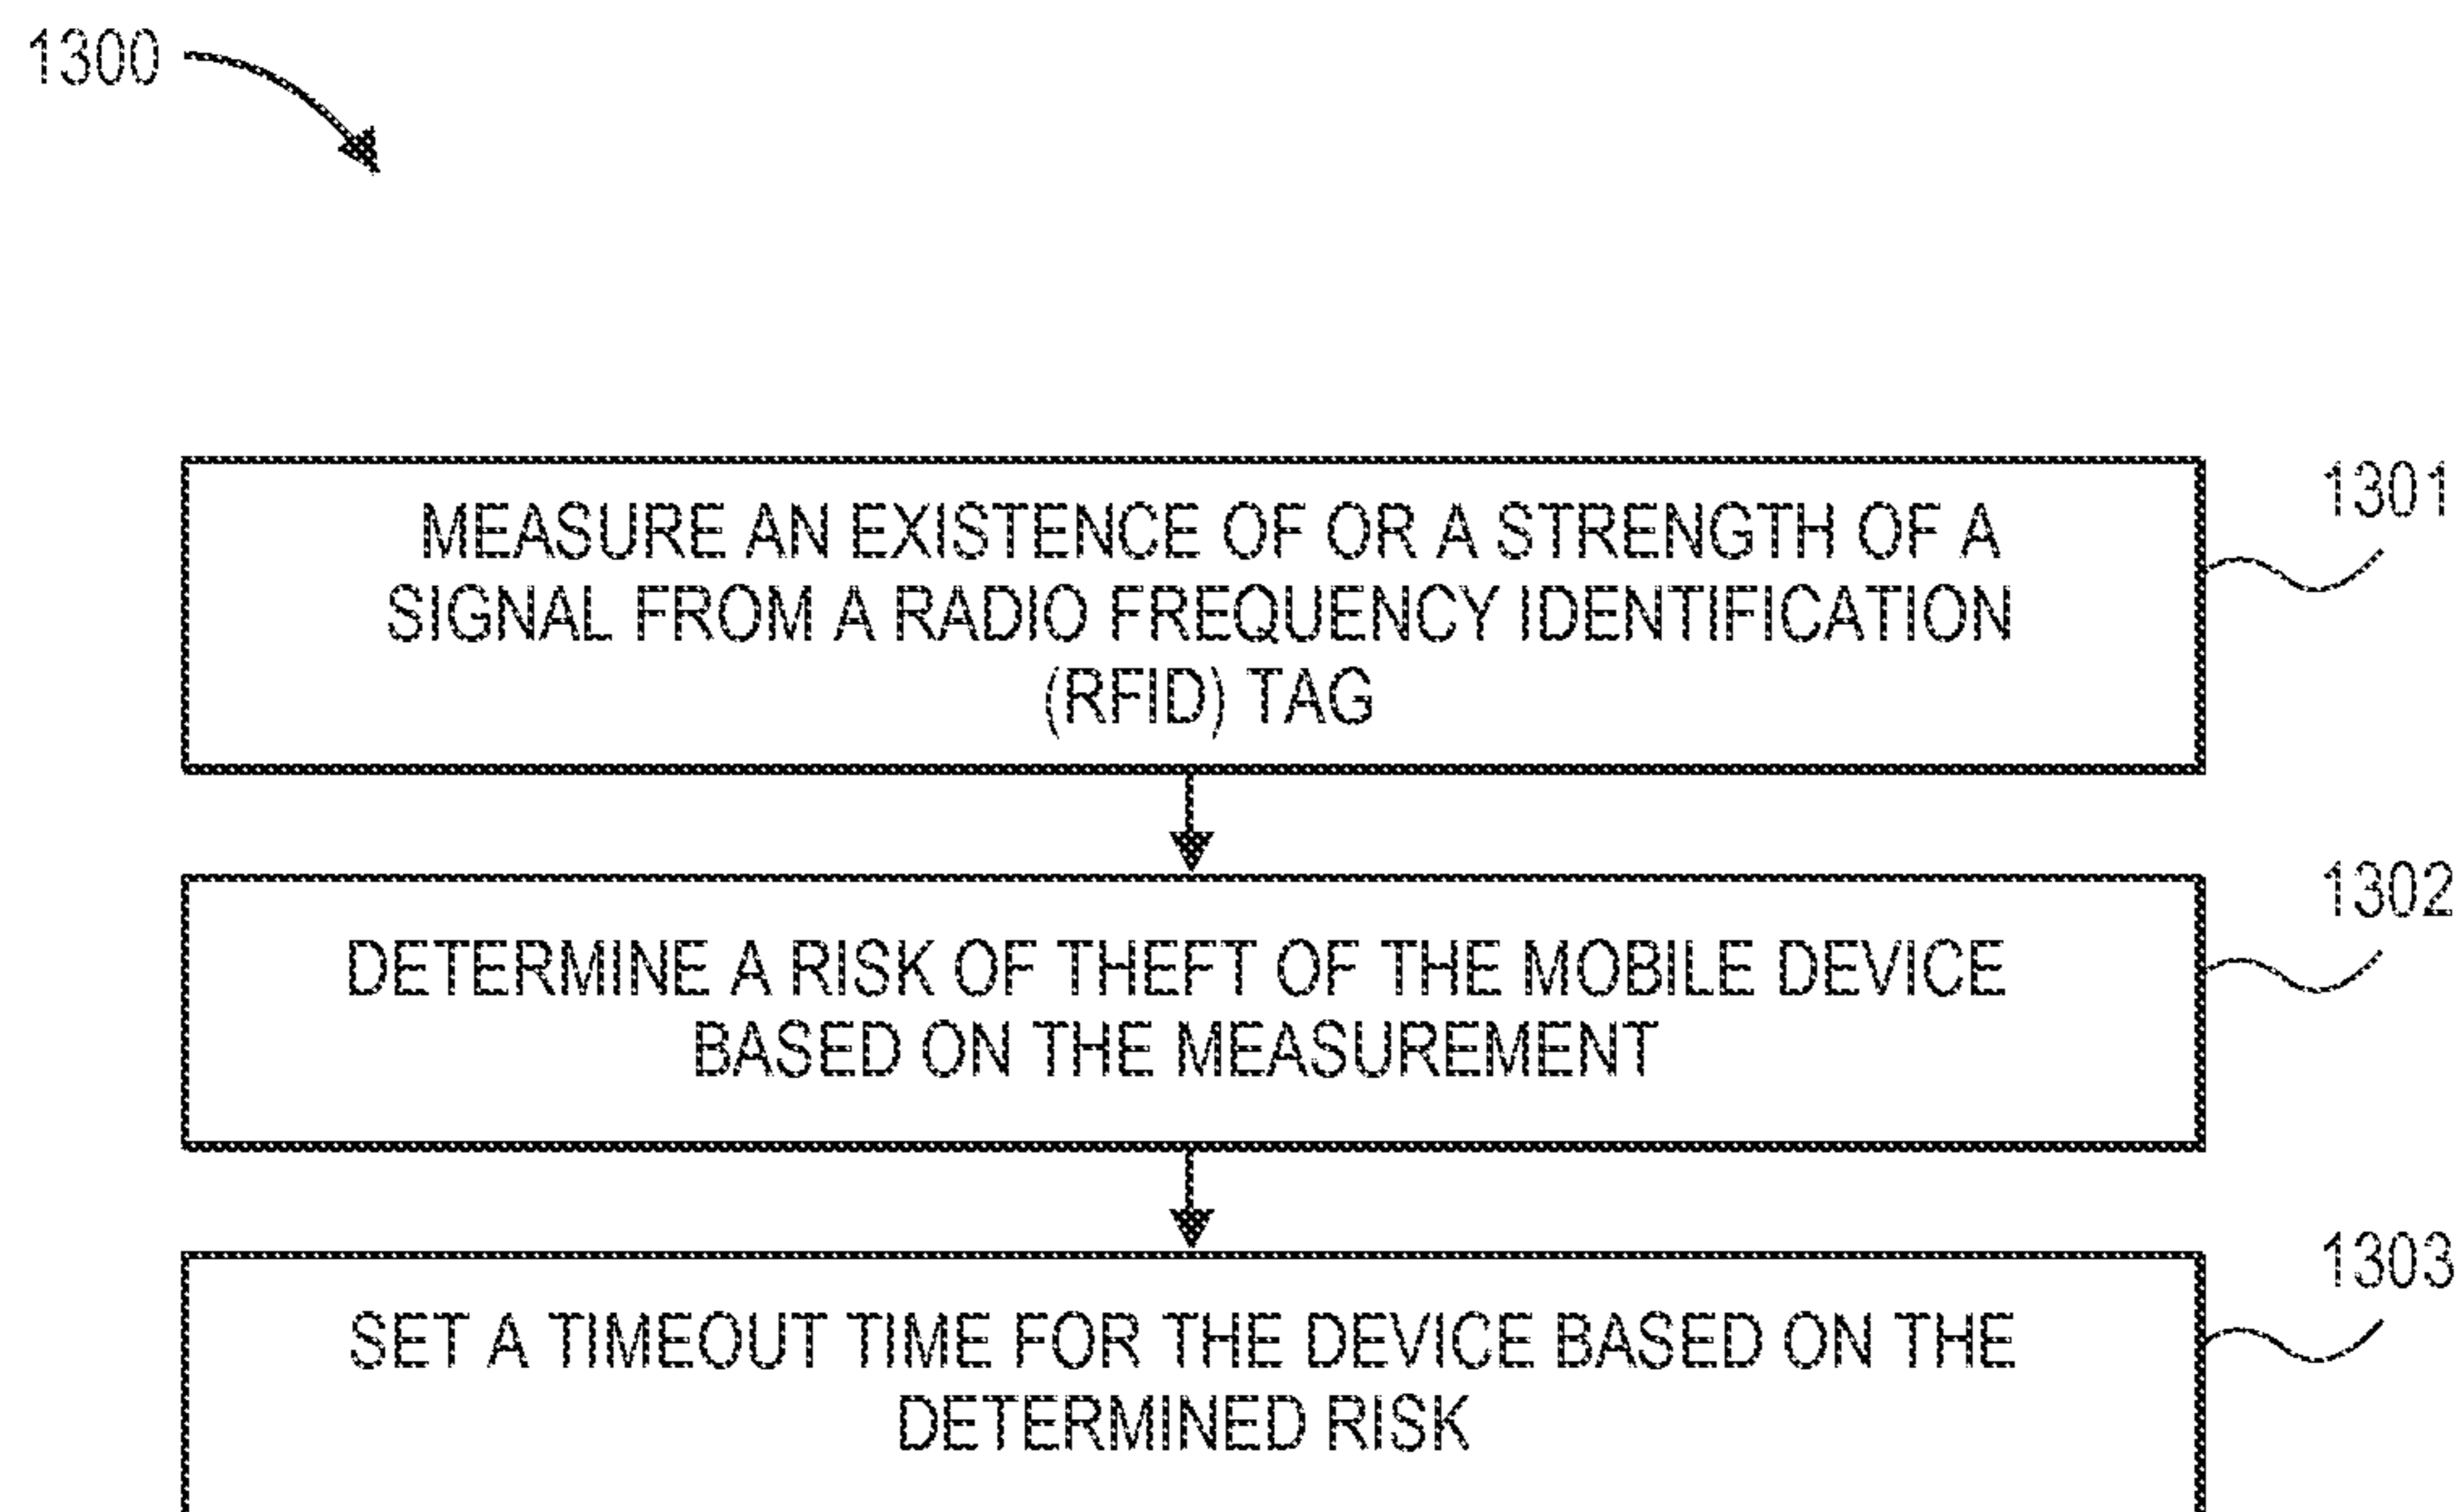 1300
MEASURE AN EXISTENCE OF OR A STRENGTH OF A
SIGNAL FROM A RADIO FREQUENCY IDENTIFICATION
(RFID) TAG
1301
DETERMINE A RISK OF THEFT OF THE MOBILE DEVICE
BASED ON THE MEASUREMENT
1302
SET A TIMEOUT TIME FOR THE DEVICE BASED ON THE
DETERMINED RISK
1303